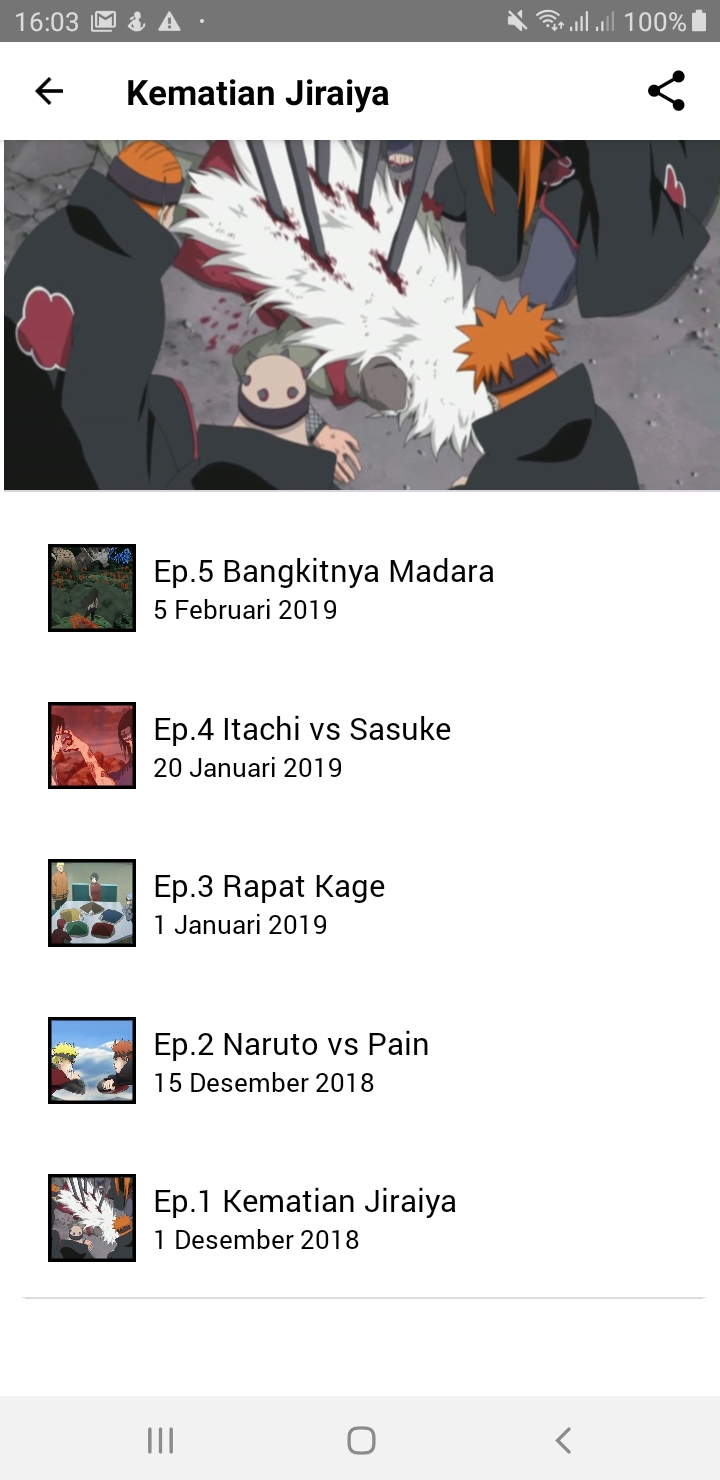 16:03
100%
Kematian Jiraiya
Ep.5 Bangkitnya Madara
5 Februari 2019
Ep.4 Itachi vs Sasuke
20 Januari 2019
Ep.3 Rapat Kage
1 Januari 2019
Ep.2 Naruto vs Pain
15 Desember 2018
Ep.1 Kematian Jiraiya
1 Desember 2018